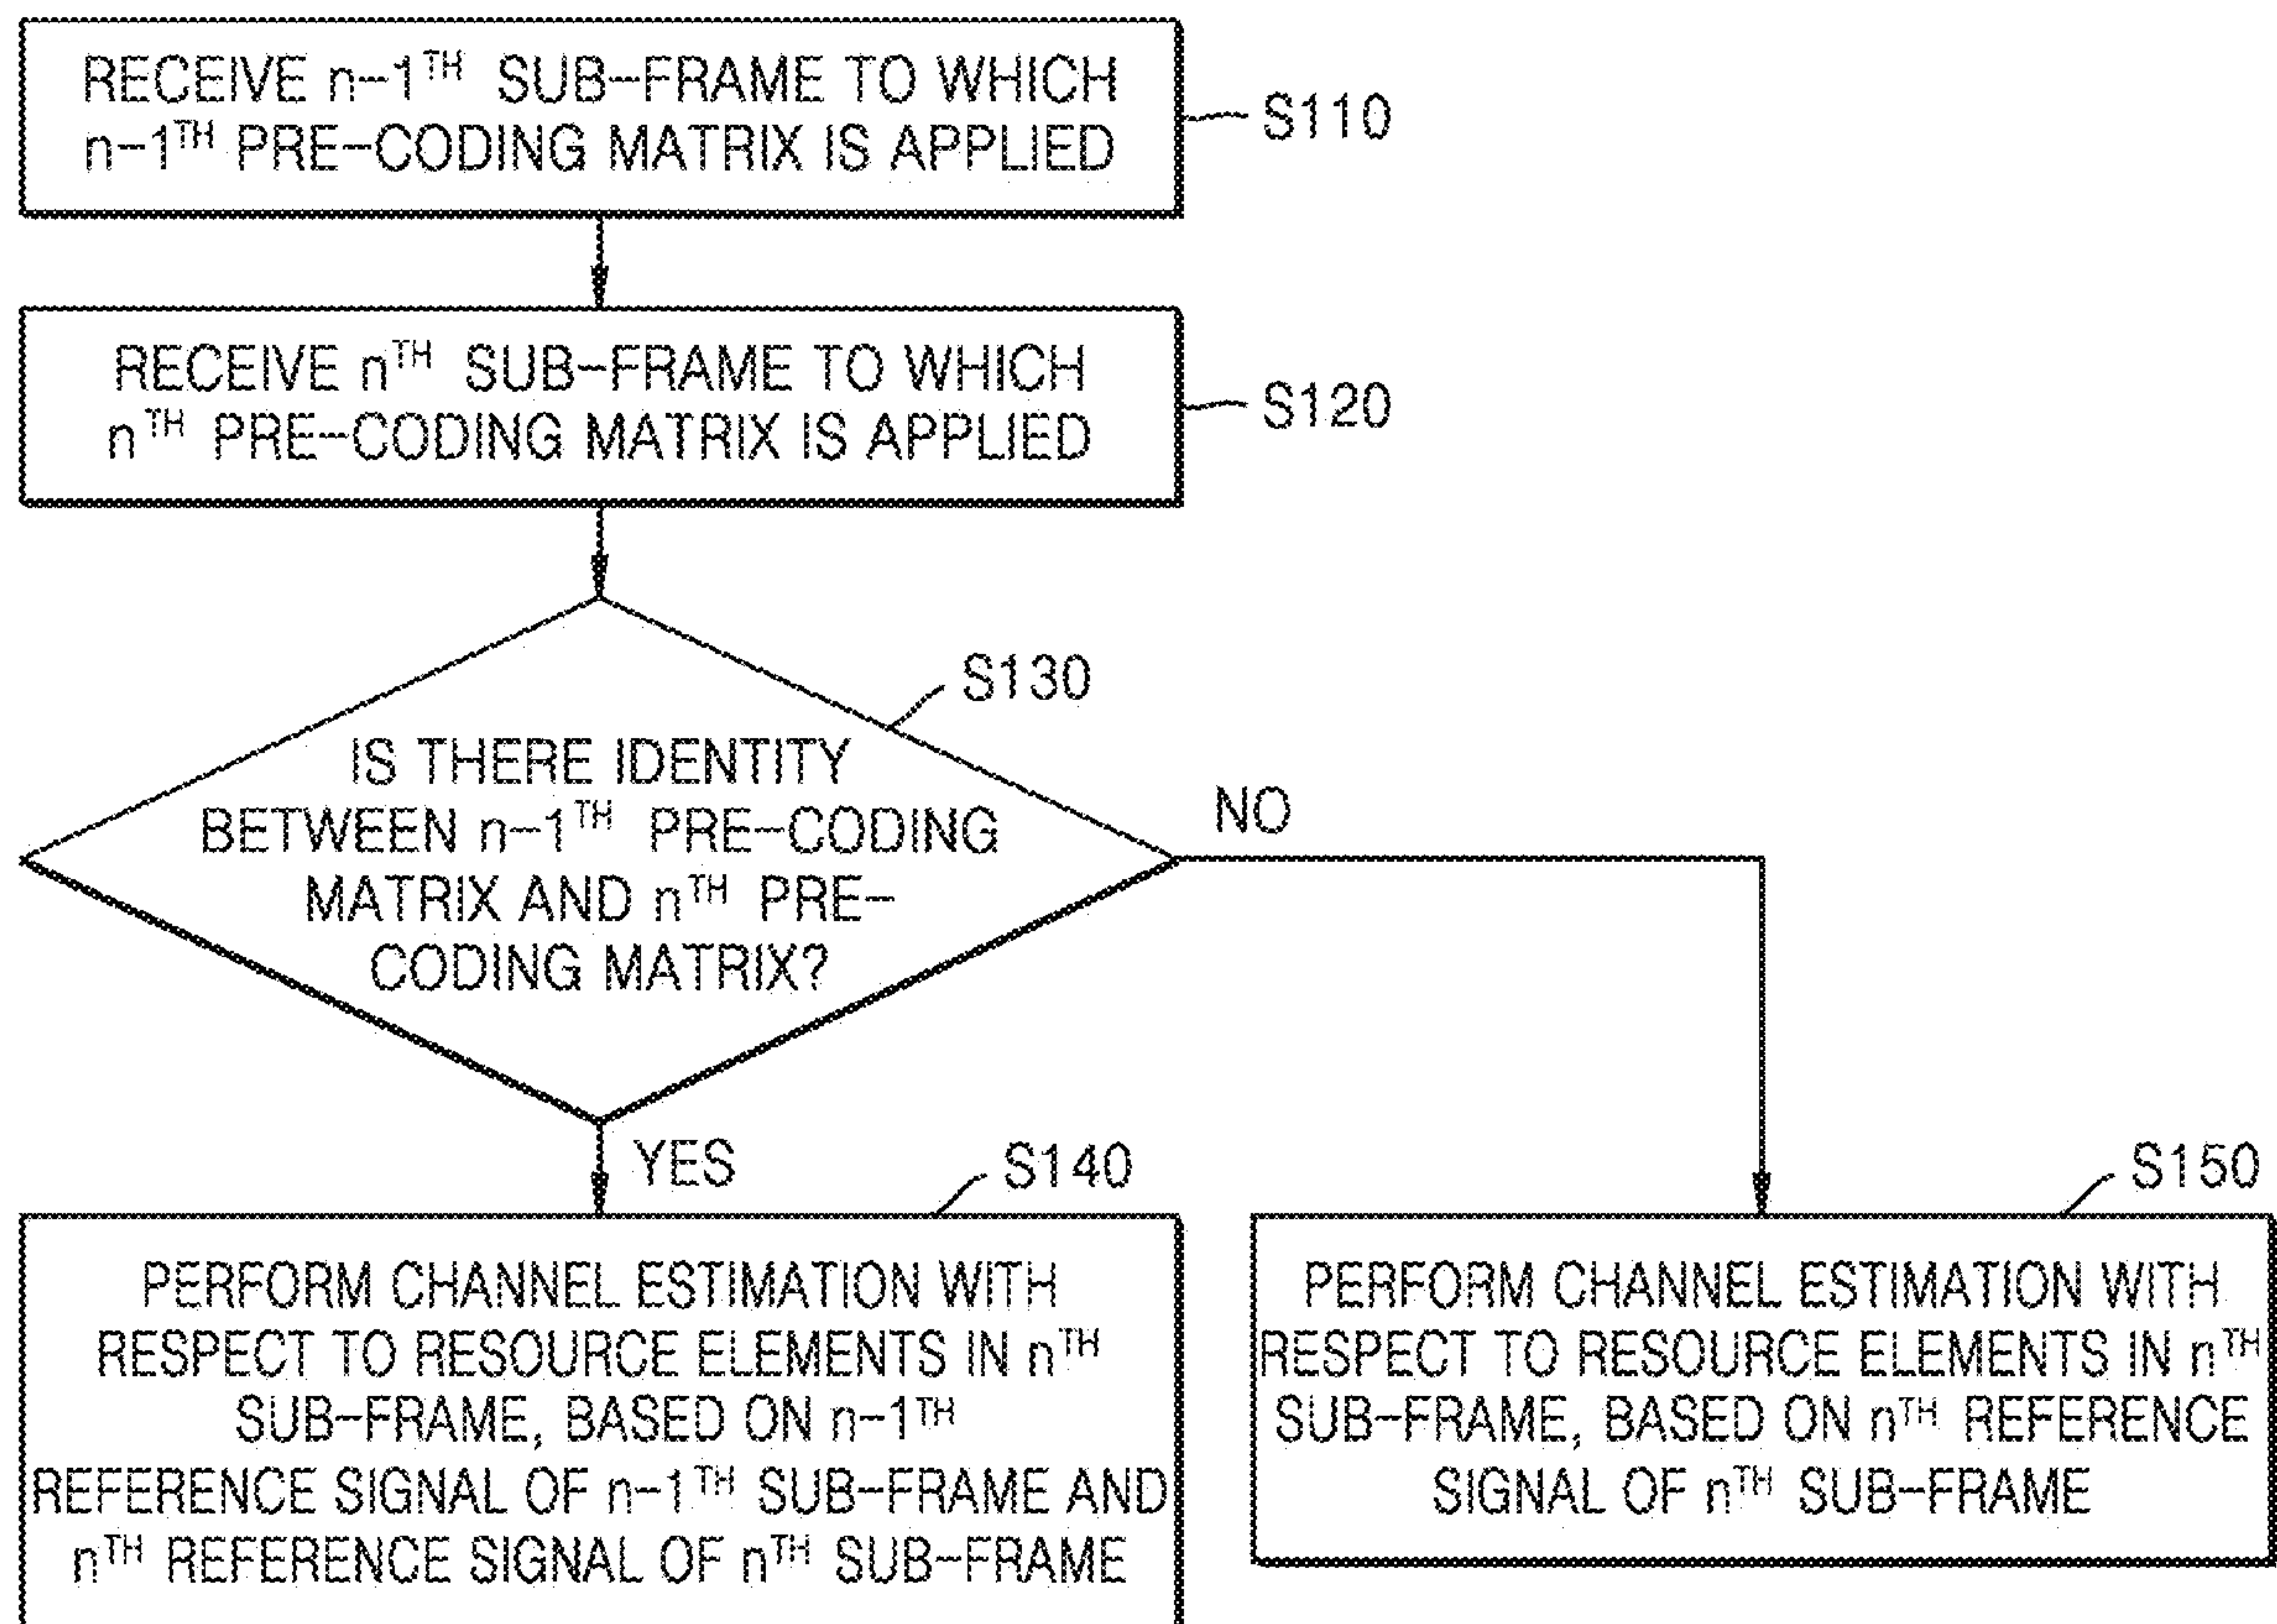 RECEIVE n-1TH SUB-FRAME TO WHICH
n-1TH PRE-CODING MATRIX IS APPLIED
S110
RECEIVE nTH SUB-FRAME TO WHICH
nTH PRE-CODING MATRIX IS APPLIED
S120
S130
IS THERE IDENTITY
BETWEEN n-1TH PRE-CODING
MATRIX AND nTH PRE-
CODING MATRIX?
NO
YES
S140
PERFORM CHANNEL ESTIMATION WITH
RESPECT TO RESOURCE ELEMENTS IN nTH
SUB-FRAME, BASED ON n-1TH
REFERENCE SIGNAL OF n-1TH SUB-FRAME AND
nTH REFERENCE SIGNAL OF nTH SUB-FRAME
S150
PERFORM CHANNEL ESTIMATION WITH
RESPECT TO RESOURCE ELEMENTS IN nTH
SUB-FRAME, BASED ON nTH REFERENCE
SIGNAL OF nTH SUB-FRAME